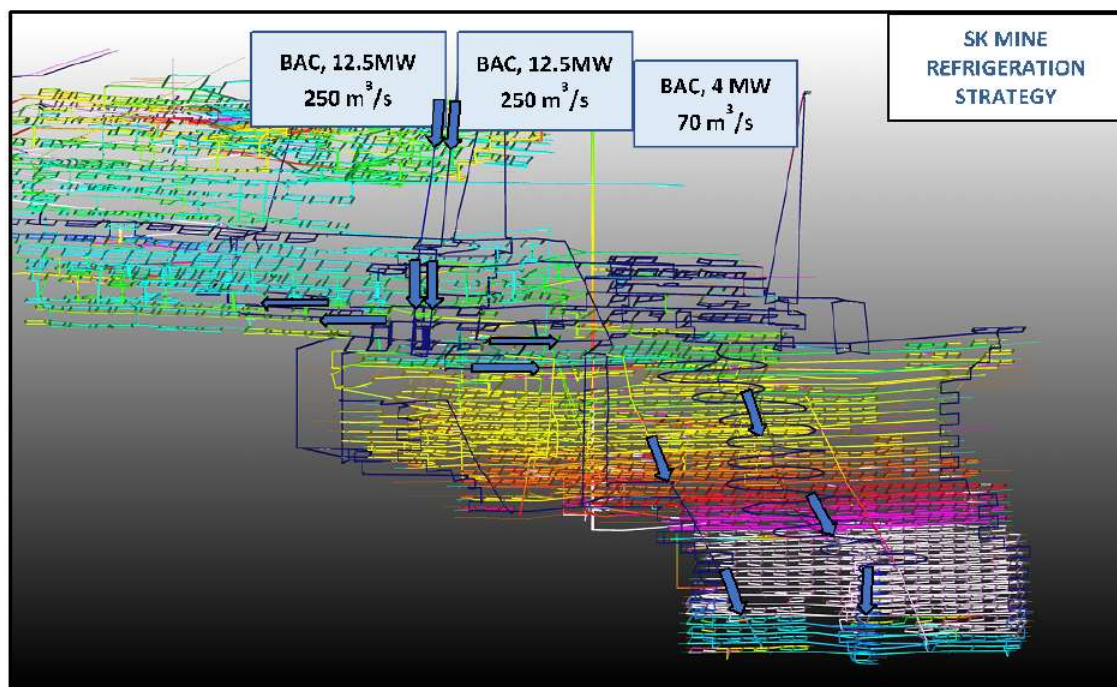 BAC, 12.5MW
250 m³/s
BAC, 12.5MW
250 m³/s
BAC, 4 MW
70 m³/s
SK MINE
REFRIGERATION
STRATEGY